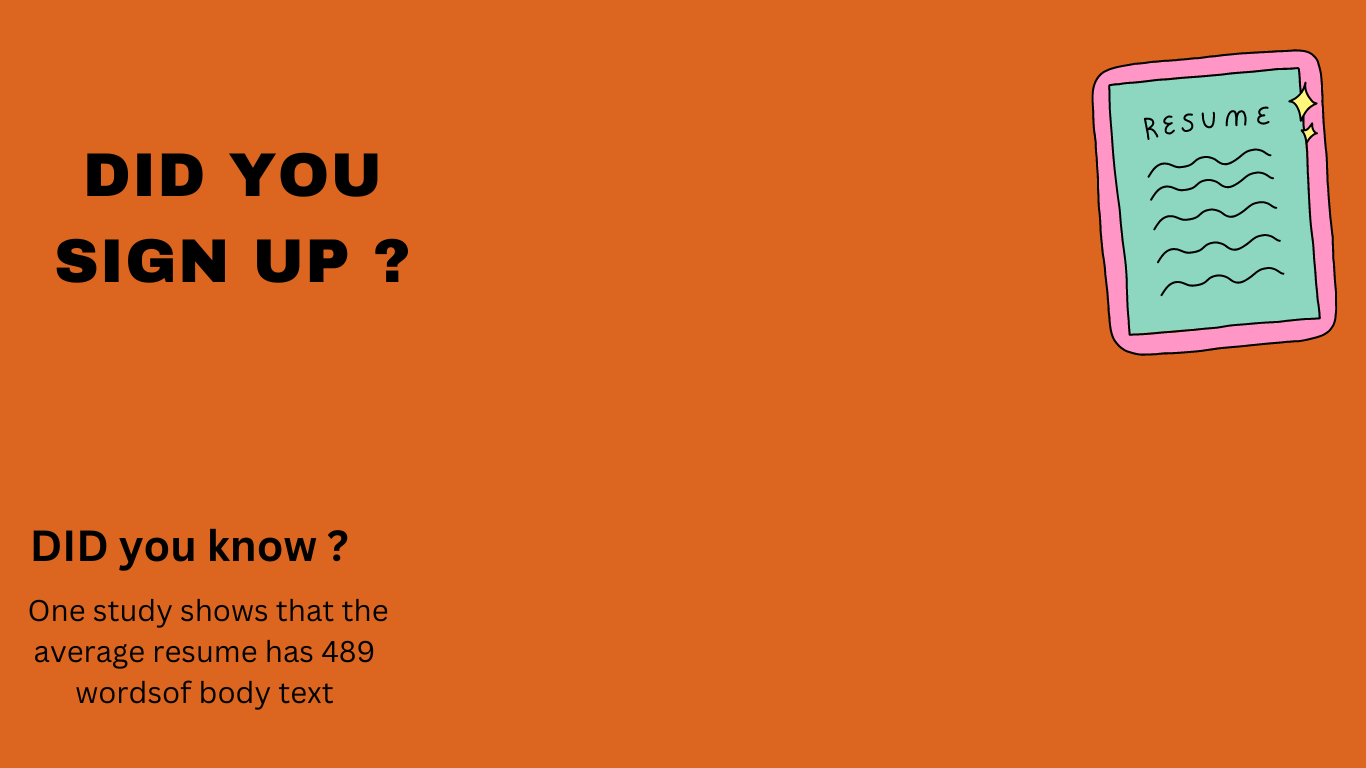 DID YOU
SIGN UP ?
RESUME
DID you know ?
One study shows that the
average resume has 489
wordsof body text